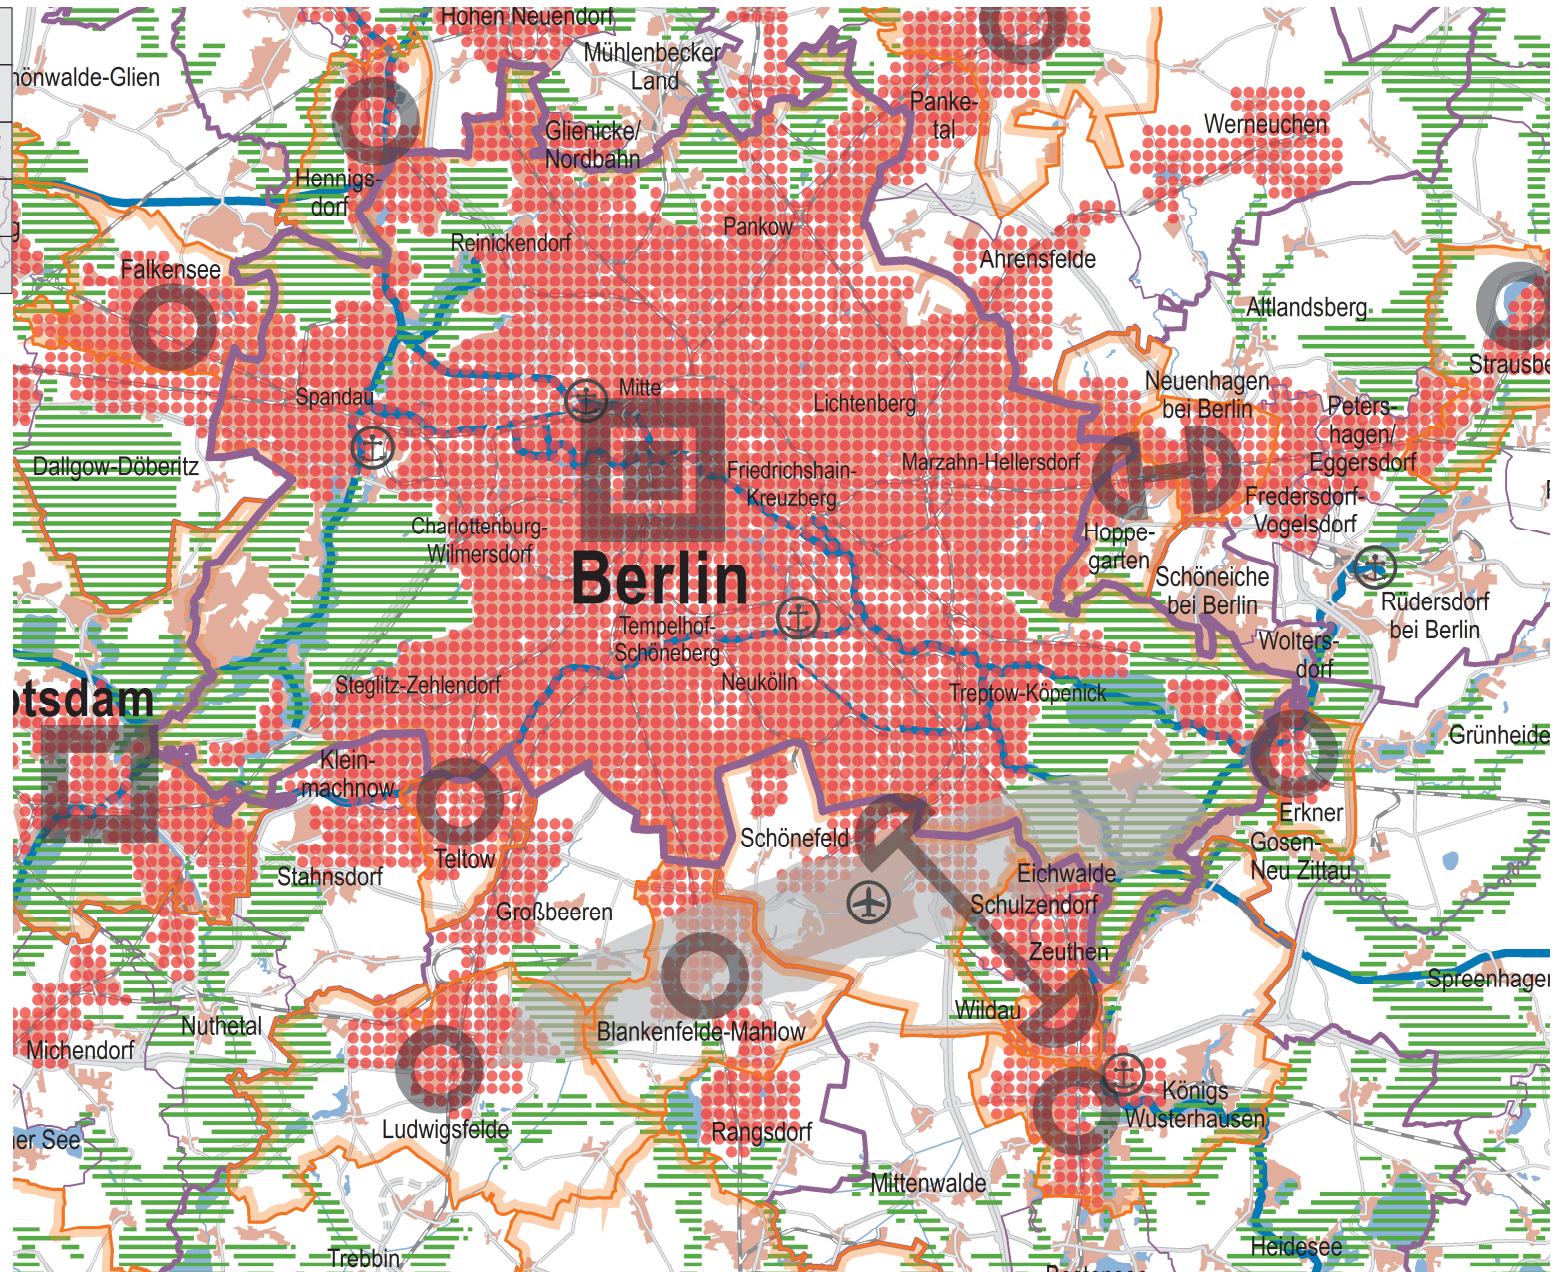 Hohen Neuendorf
Mühlenbecker
Land
hönwalde-Glien
Panke-
tal
Werneuchen
Glienicke/
Nordbahn
Hennigs-
dorf
Reinickendorf
Pankow
Falkensee
Ahrensfelde
Altlandsberg
Strausbe
Spandau
Mitte
Lichtenberg
Neuenhagen
bei Berlin
Peters-
hagen/
Eggersdorf
Dallgow-Döberitz
Friedrichshain-
Kreuzberg
Marzahn-Hellersdorf
Charlottenburg-
Wilmersdorf
Fredersdorf-
Vogelsdorf
Hoppe-
garten
Berlin
Schöneiche
bei Berlin
Rüdersdorf
bei Berlin
Tempelhof-
Schöneberg
Wolters-
dorf
otsdam
Steglitz-Zehlendorf
Neukölln
Treptow-Köpenick
Grünheide
Klein-
machnow
Erkner
Schönefeld
Teltow
Gosen-
Neu Zittau
Stahnsdorf
Eichwalde
Schulzendorf
Großbeeren
Zeuthen
Spreenhagen
Wildau
Nuthetal
Blankenfelde-Mahlow
Michendorf
Königs
Wusterhausen
Ludwigsfelde
Rangsdorf
er See
Mittenwalde
Trebbin
Heidesee